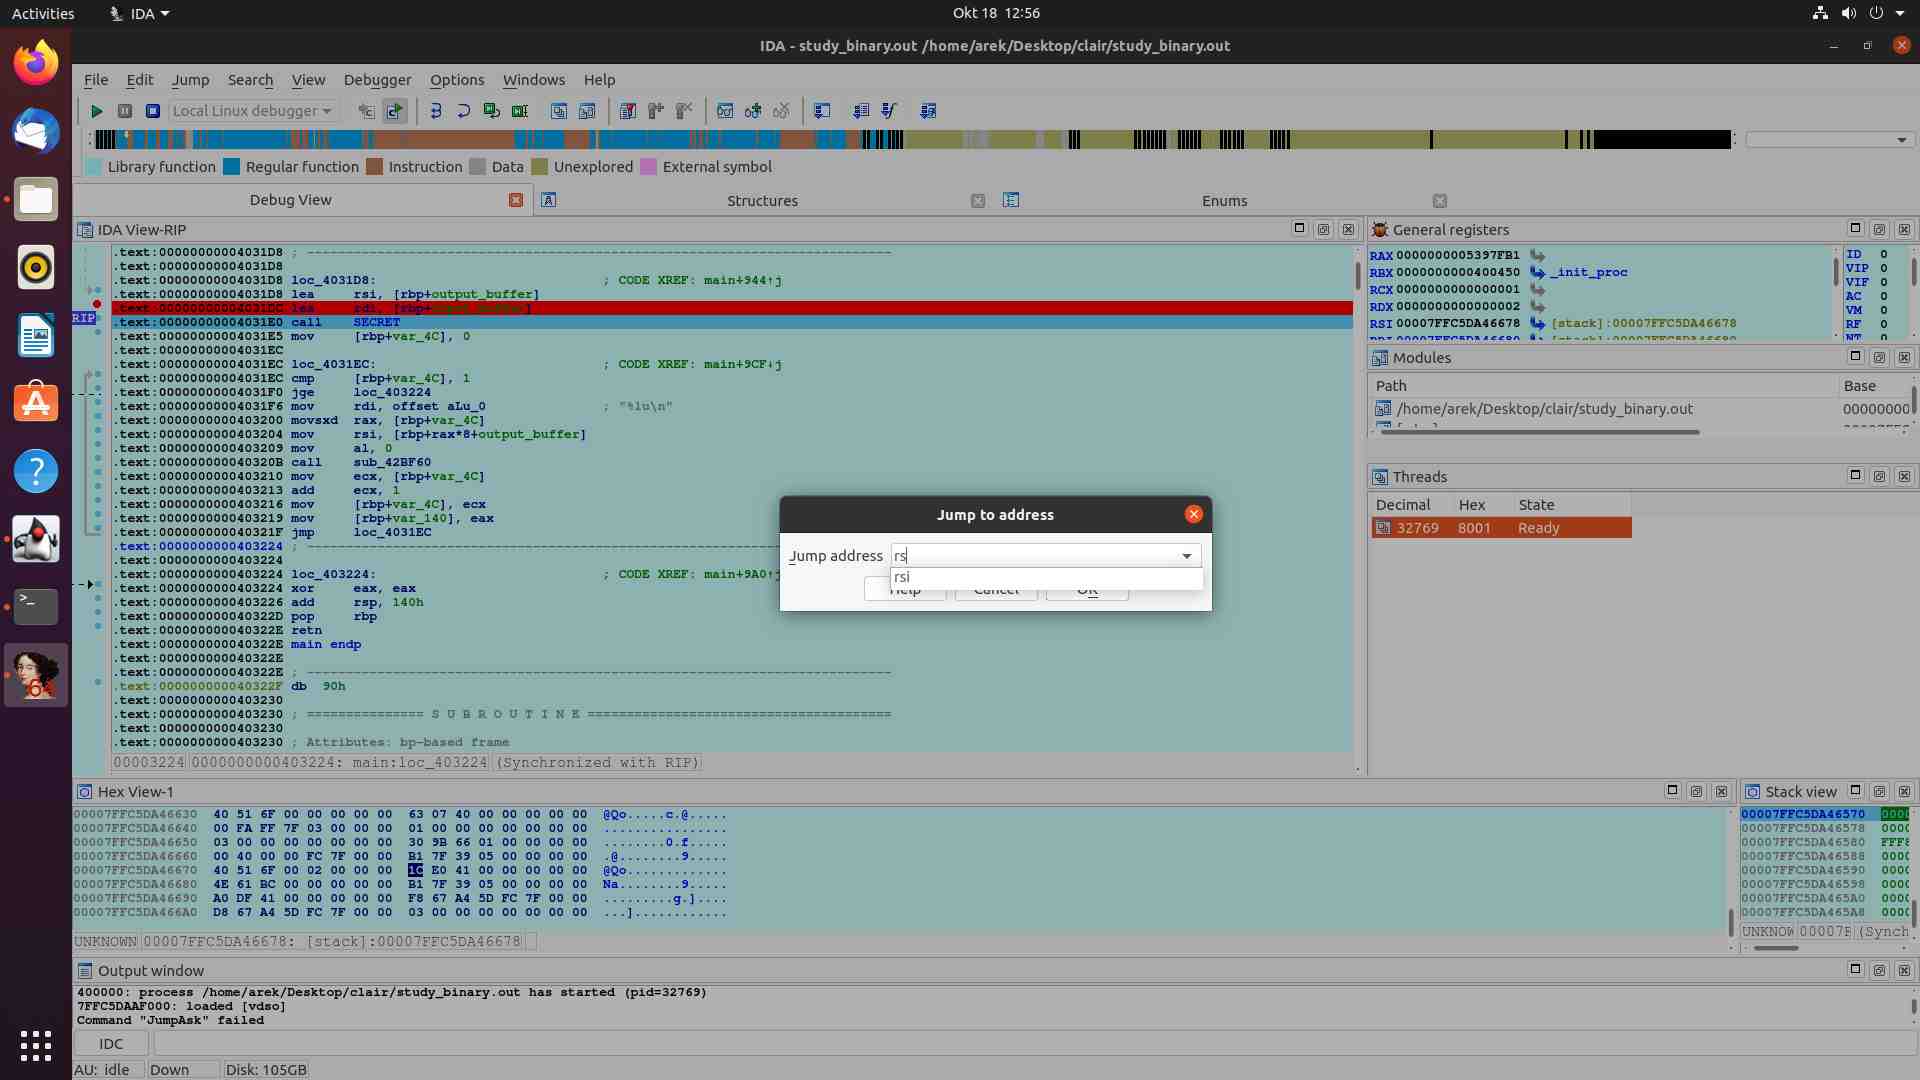 Activities
IDA
Okt 18 12:56
IDA - study_binary.out /home/arek/Desktop/clair/study_binary.out
File Edit Jump Search View Debugger Options Windows Help
Local Linux debugger
Library function Regular function Instruction Data Unexplored External symbol
Debug View
Structures
Enums
IDA View-RIP
.text:00000000004031D8 ; ---------------------------------------------------------------------------
.text:00000000004031D8
.text:00000000004031D8 loc_4031D8: ; CODE XREF: main+944↑j
.text:00000000004031D8 lea rsi, [rbp+output_buffer]
.text:00000000004031DC lea rdi,
RIP
.text:00000000004031E0 call SECRET
.text:00000000004031E5 mov [rbp+var_4C], 0
.text:00000000004031EC
.text:00000000004031EC loc_4031EC: ; CODE XREF: main+9CF↓j
.text:00000000004031EC cmp [rbp+var_4C], 1
.text:00000000004031F0 jge loc_403224
.text:00000000004031F6 mov rdi, offset aLu_0 ; "%lu\n"
.text:0000000000403200 movsxd rax, [rbp+var_4C]
.text:0000000000403204 mov rsi, [rbp+rax*8+output_buffer]
.text:0000000000403209 mov al, 0
.text:000000000040320B call sub_42BF60
.text:0000000000403210 mov ecx, [rbp+var_4C]
.text:0000000000403213 add ecx, 1
.text:0000000000403216 mov [rbp+var_4C], ecx
.text:0000000000403219 mov [rbp+var_140], eax
.text:000000000040321F jmp loc_4031EC
.text:0000000000403224 ; ---------------------------------------------------------------------------
.text:0000000000403224
.text:0000000000403224 loc_403224: ; CODE XREF: main+9A0↑j
.text:0000000000403224 xor eax, eax
.text:0000000000403226 add rsp, 140h
.text:000000000040322D pop rbp
.text:000000000040322E retn
.text:000000000040322E main endp
.text:000000000040322E
.text:000000000040322E ; ---------------------------------------------------------------------------
.text:000000000040322F db 90h
.text:0000000000403230
.text:0000000000403230 ; =============== S U B R O U T I N E =======================================
.text:0000000000403230
.text:0000000000403230 ; Attributes: bp-based frame
00003224 0000000000403224: main:loc_403224 (Synchronized with RIP)
General registers
RAX 000000005397FB1
RBX 0000000000400450 _init_proc
RCX 0000000000000001
RDX 0000000000000002
RSI 00007FFC5DA46678 [stack]:00007FFC5DA46678
ID 0
VIP 0
VIF 0
AC 0
VM 0
RF 0
NT
Modules
Path Base
/home/arek/Desktop/clair/study_binary.out 00000000
Threads
Decimal Hex State
32769 8001 Ready
Jump to address
Jump address rs
rsi
Help Cancel OK
Hex View-1
00007FFC5DA46630 40 51 6F 00 00 00 00 00 63 07 40 00 00 00 00 00 @Qo.....c.@.....
00007FFC5DA46640 00 FA FF 7F 03 00 00 00 01 00 00 00 00 00 00 00 ................
00007FFC5DA46650 03 00 00 00 00 00 00 00 30 9B 66 01 00 00 00 00 ........0.f.....
00007FFC5DA46660 00 40 00 00 FC 7F 00 00 B1 7F 39 05 00 00 00 00 .@........9.....
00007FFC5DA46670 40 51 6F 00 02 00 00 00 1C E0 41 00 00 00 00 00 @Qo
00007FFC5DA46680 4E 61 BC 00 00 00 00 00 B1 7F 39 05 00 00 00 00 Na........9.....
00007FFC5DA46690 A0 DF 41 00 00 00 00 00 F8 67 A4 5D FC 7F 00 00 .........g.]....
00007FFC5DA466A0 D8 67 A4 5D FC 7F 00 00 03 00 00 00 00 00 00 00 ...]............
UNKNOWN 00007FFC5DA46678: [stack]:00007FFC5DA46678
Stack view
00007FFC5DA46570 0000
00007FFC5DA46578 0000
00007FFC5DA46580 FFF8
00007FFC5DA46588 0000
00007FFC5DA46590 0000
00007FFC5DA46598 0000
00007FFC5DA465A0 0000
00007FFC5DA465A8 0000
UNKNOW 00007F (Synch
Output window
400000: process /home/arek/Desktop/clair/study_binary.out has started (pid=32769)
7FFC5DAAF000: loaded [vdso]
Command "JumpAsk" failed
IDC
AU: idle Down Disk: 105GB